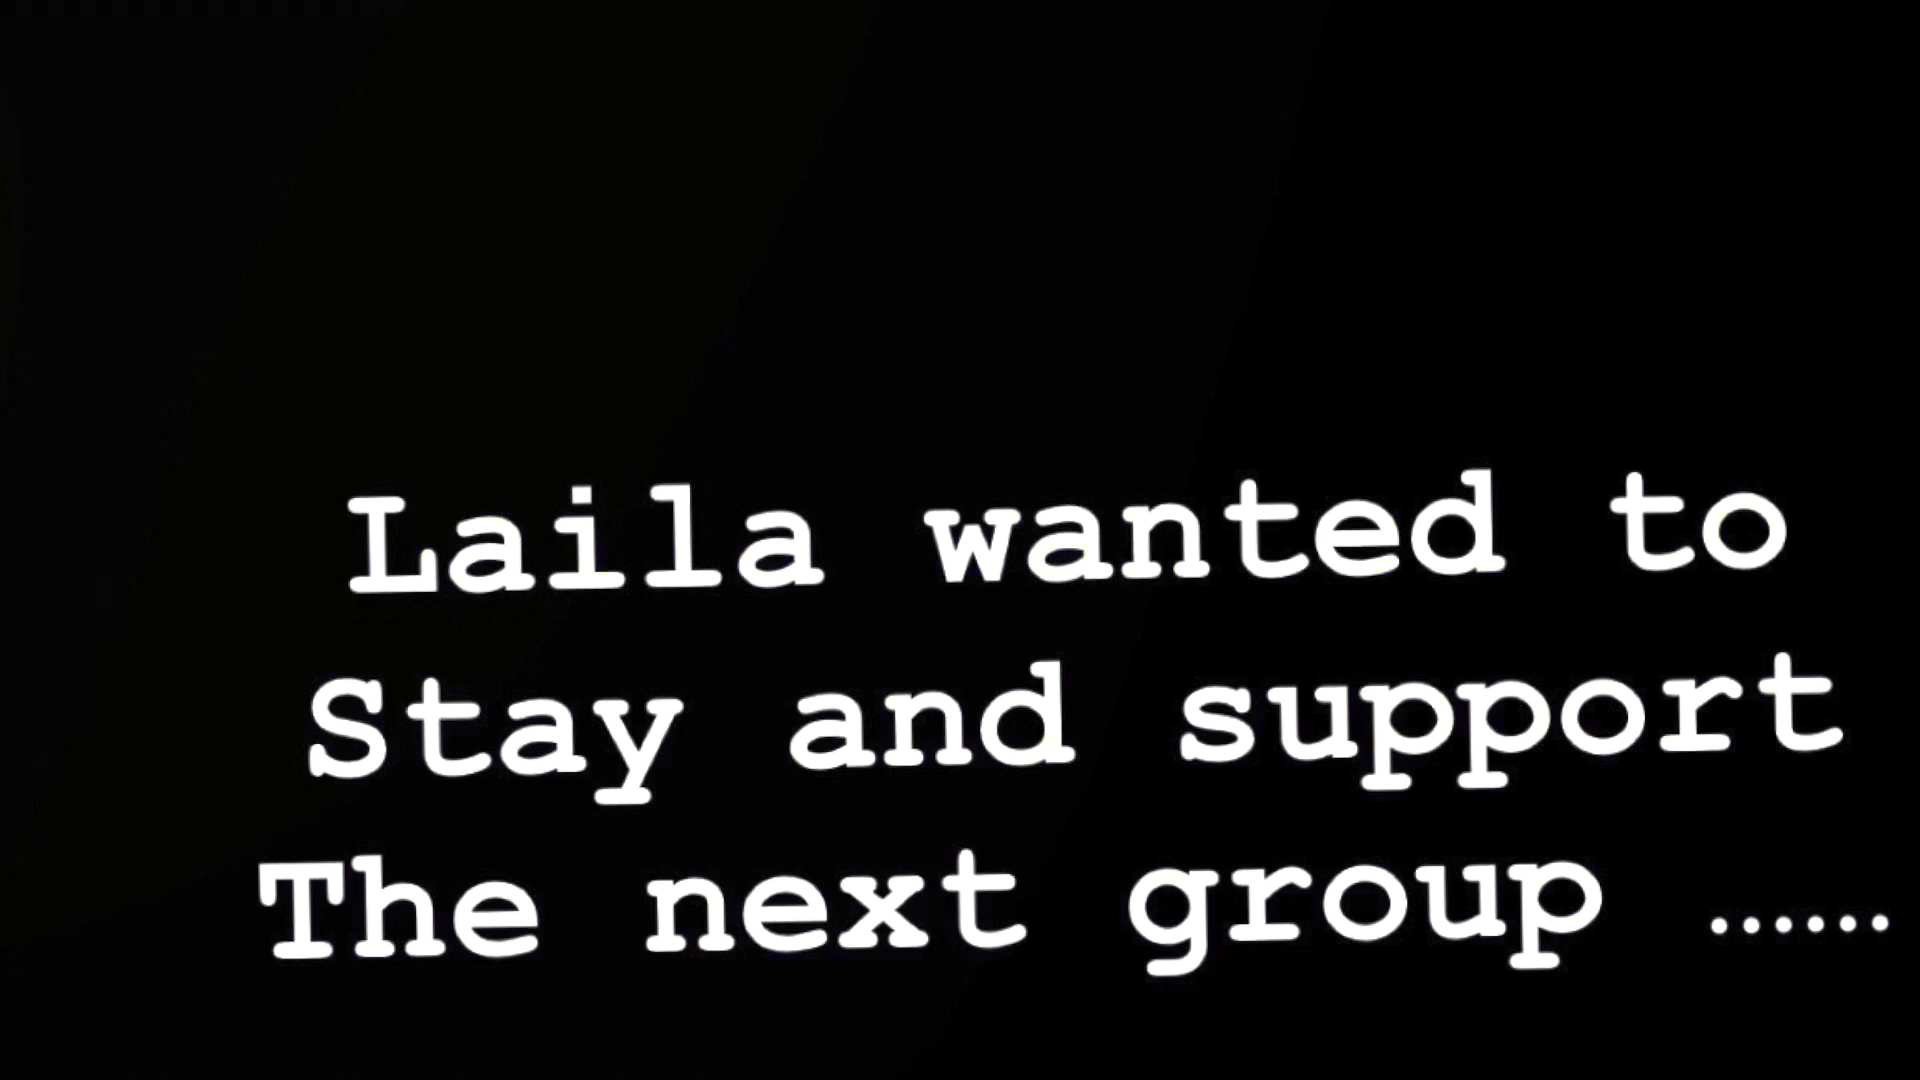 Laila wanted to
Stay and support
The next group ......